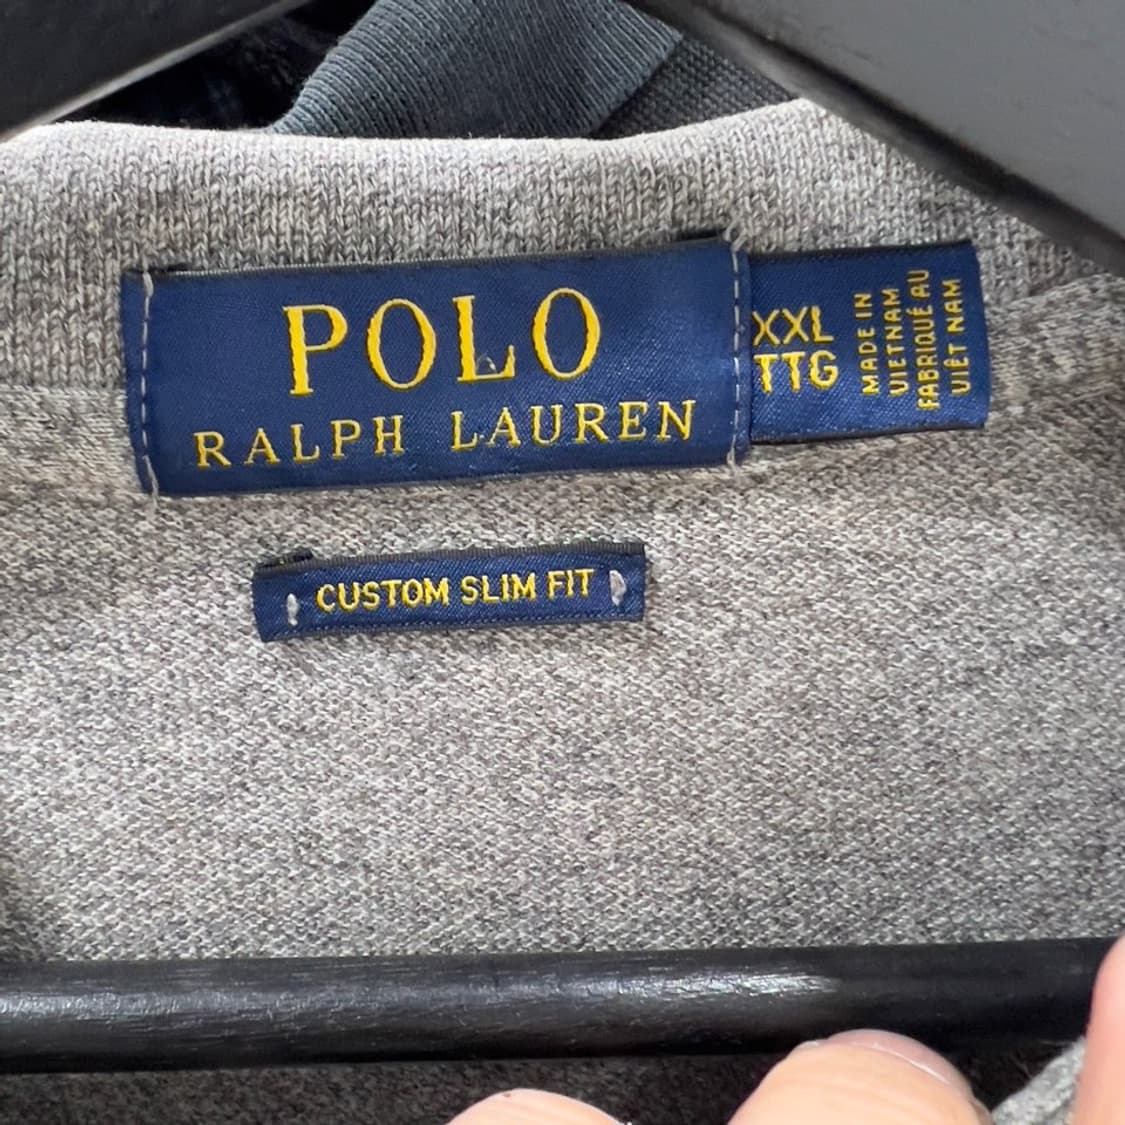 POLO
RALPH LAUREN
XXL
TTG
MADE IN
VIETNAM
FABRIQUÉ AU
VIÊT NAM
CUSTOM SLIM FIT